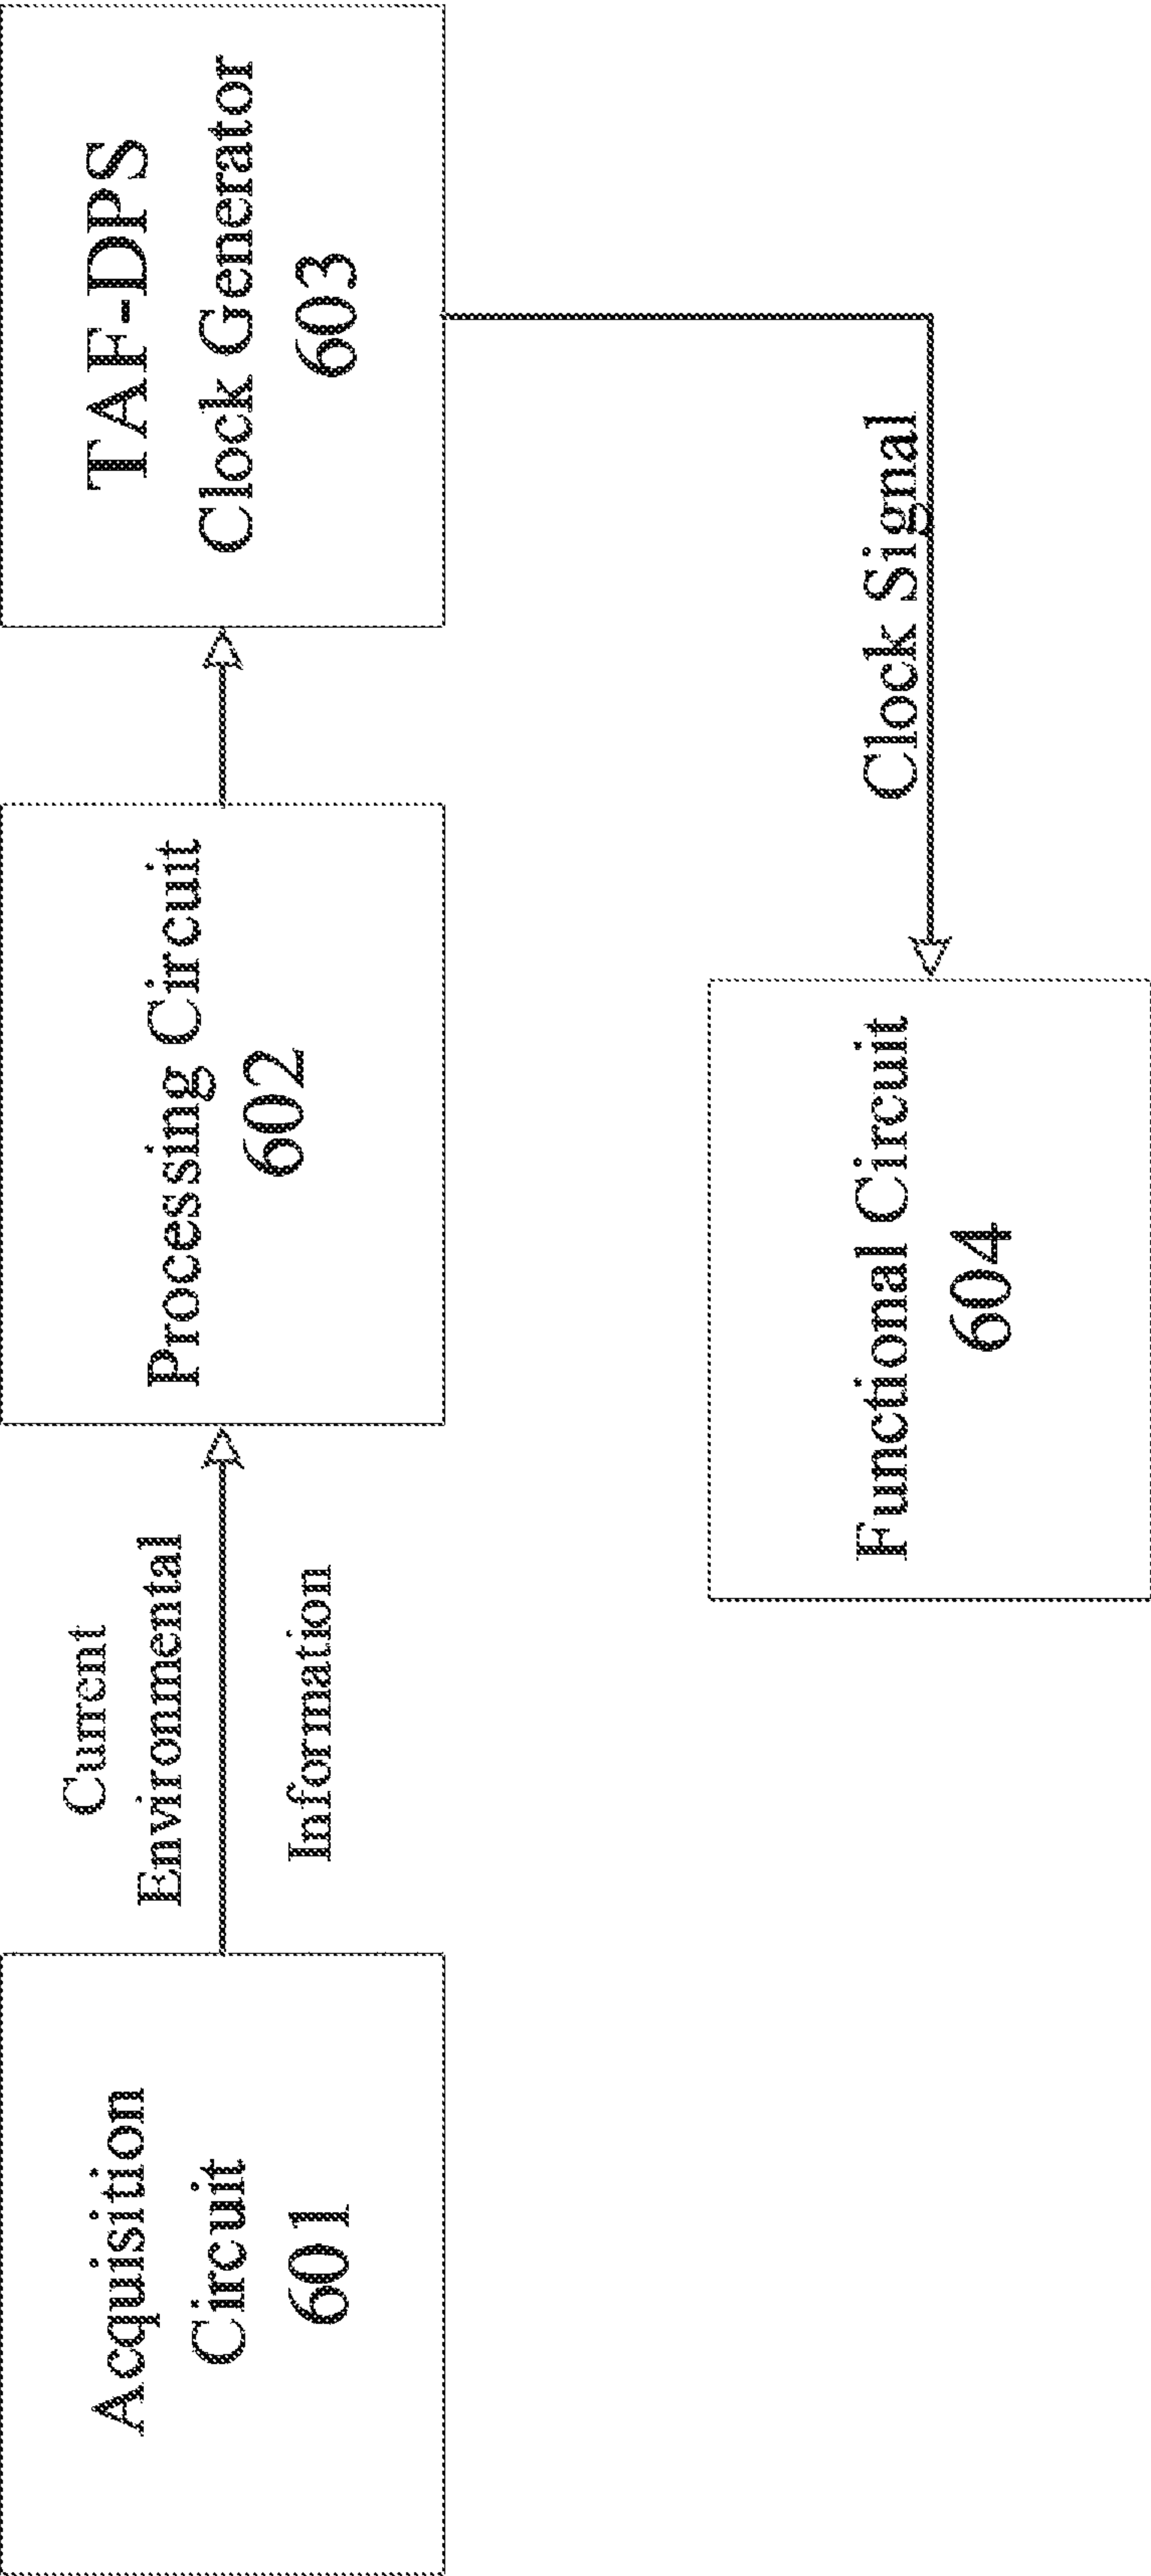 Acquisition
Circuit
601
Current
Environmental
Information
Processing Circuit
602
TAF-DPS
Clock Generator
603
Clock Signal
Functional Circuit
604